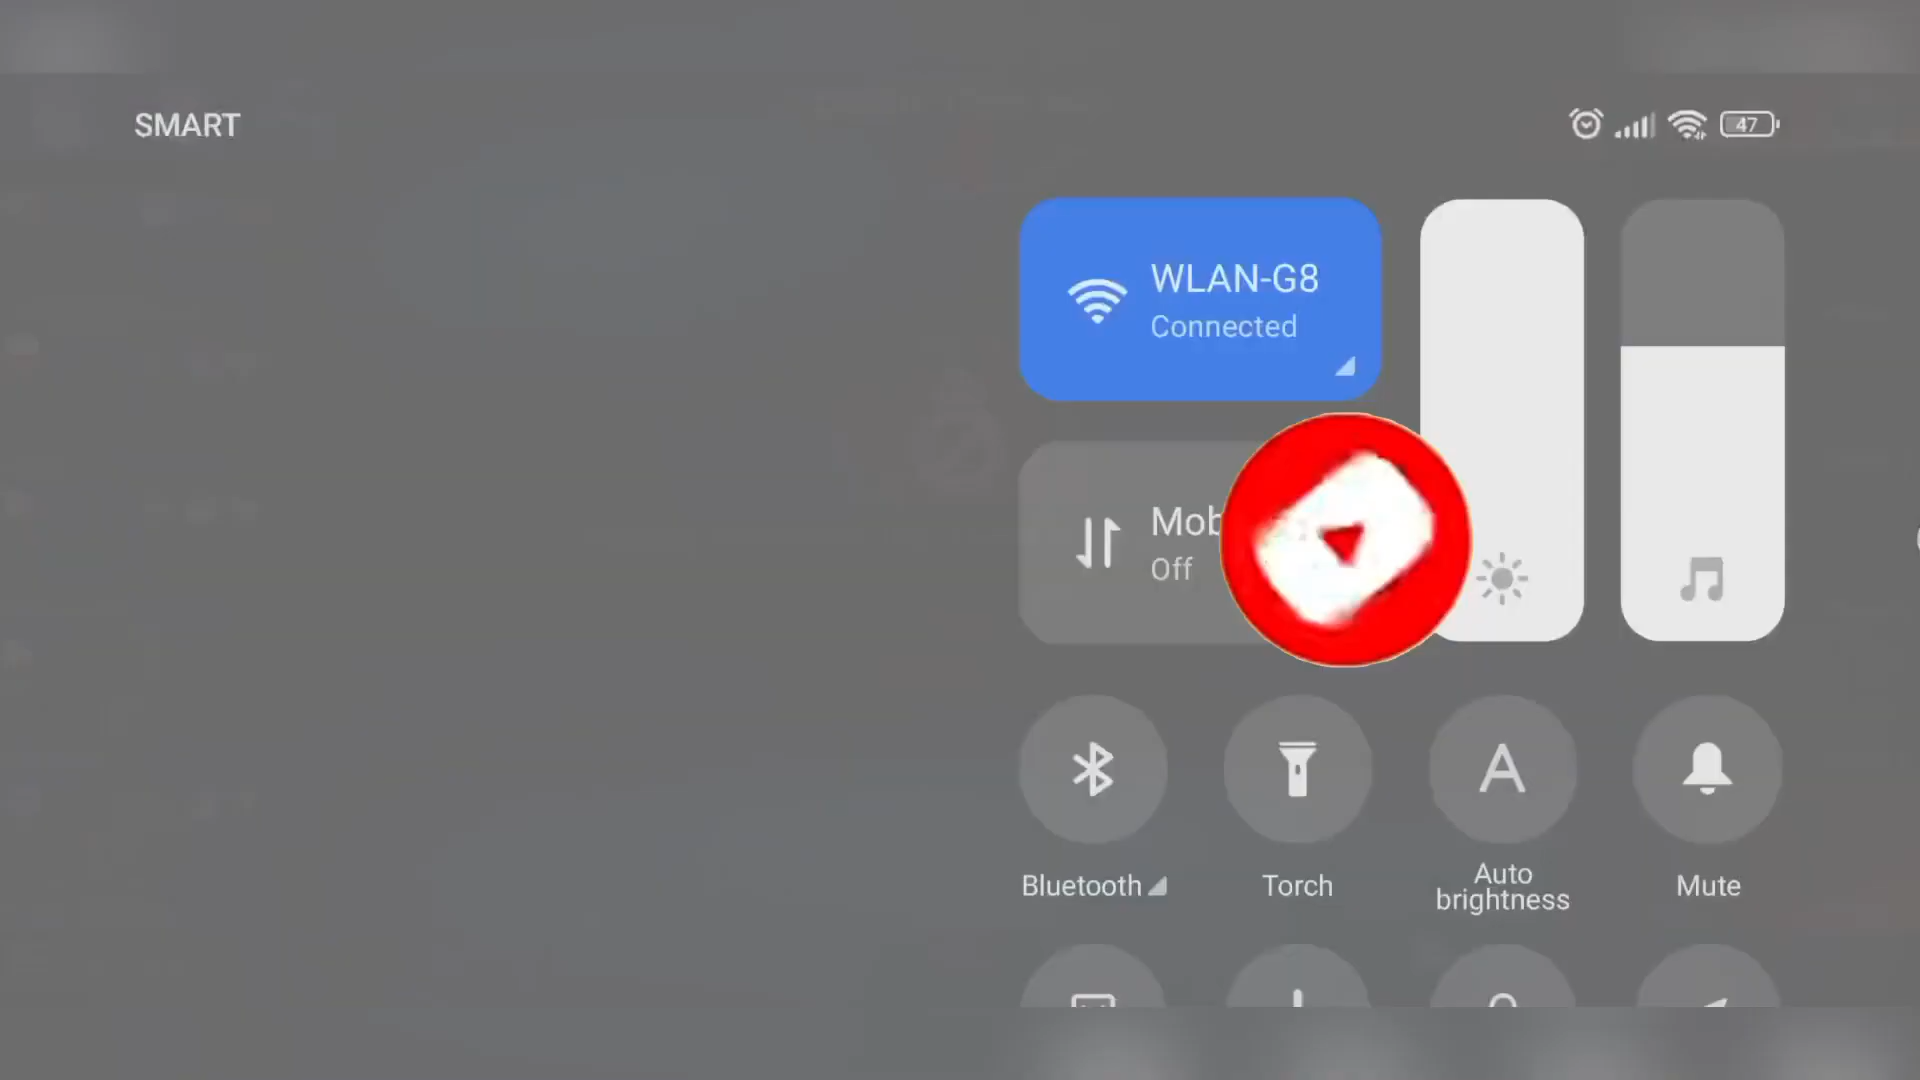 SMART
47
WLAN-G8
Connected
Mob
Off
A
Bluetooth
Torch
Auto
brightness
Mute